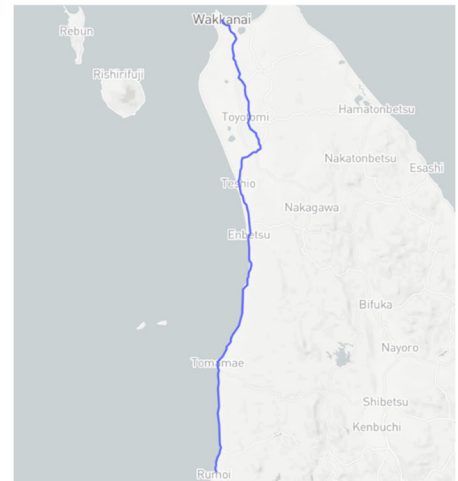 Wakkanai
Rebun
Rishirifuji
Hamatonbetsu
Toyotomi
Nakatonbetsu
Esashi
Teshio
Nakagawa
Enbetsu
Bifuka
Nayoro
Tomamae
Shibetsu
Kenbuchi
Rumoi